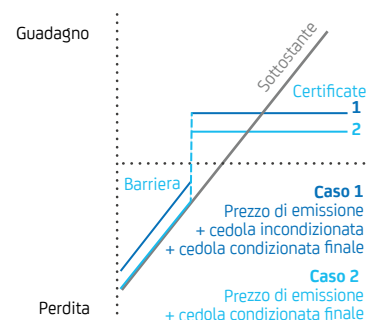 Guadagno
Sottostante
Certificate
1
2
Barriera
Caso 1
Prezzo di emissione
+ cedola incondizionata
+ cedola condizionata finale
Caso 2
Prezzo di emissione
+ cedola condizionata finale
Perdita